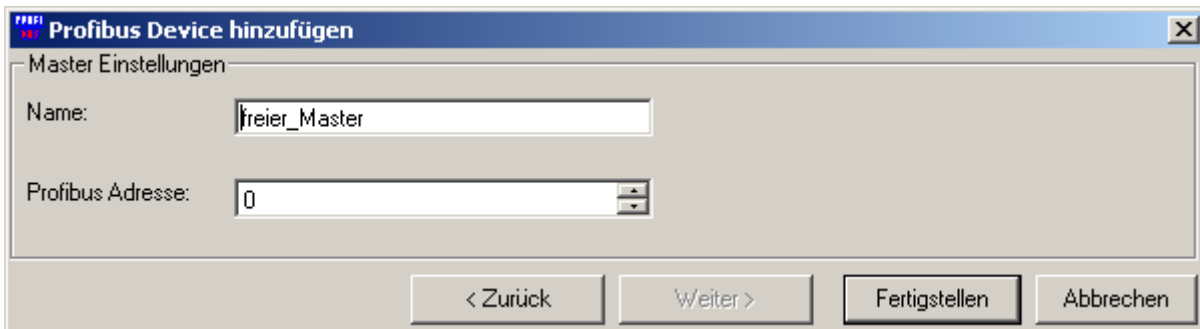 Profibus Device hinzufügen
Master Einstellungen
Name:
freier_Master
Profibus Adresse:
0
< Zurück Weiter > Fertigstellen Abbrechen